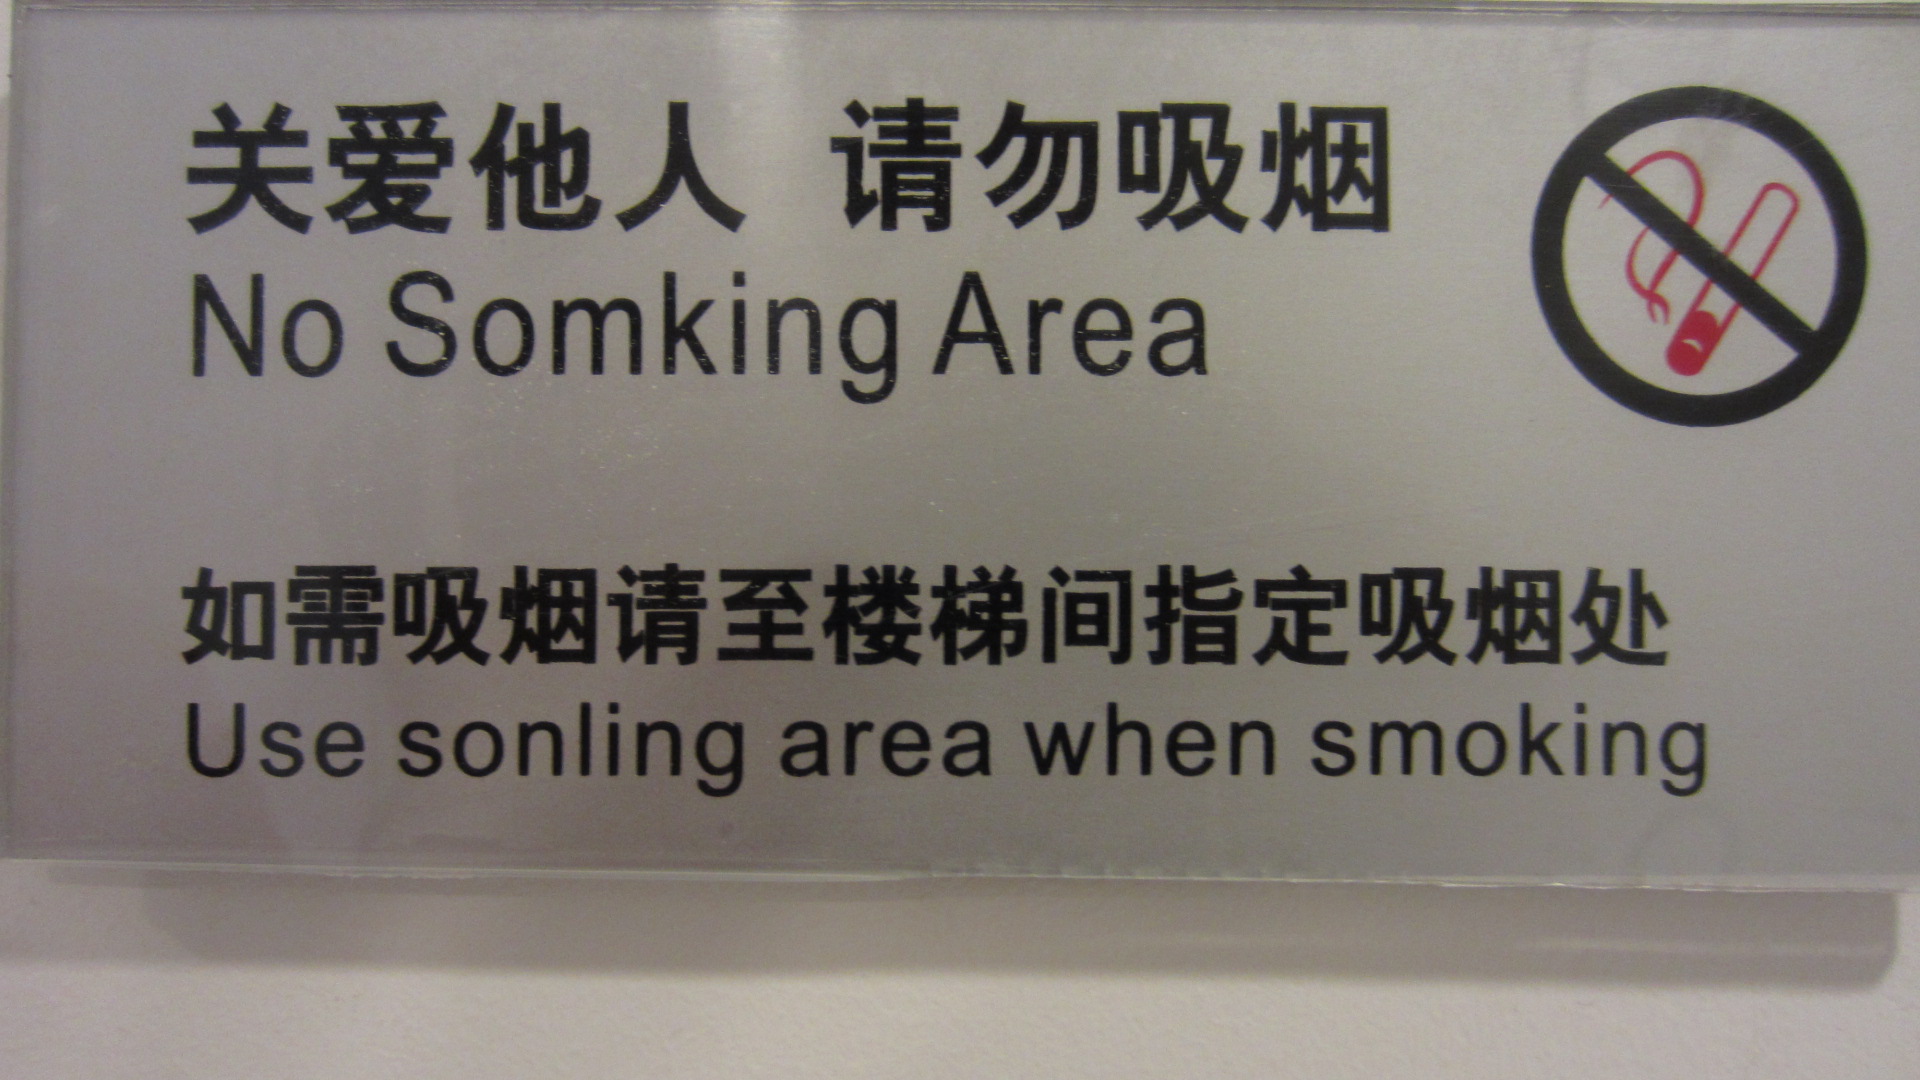 关爱他人 请勿吸烟
No Somking Area
如需吸烟请至楼梯间指定吸烟处
Use sonling area when smoking